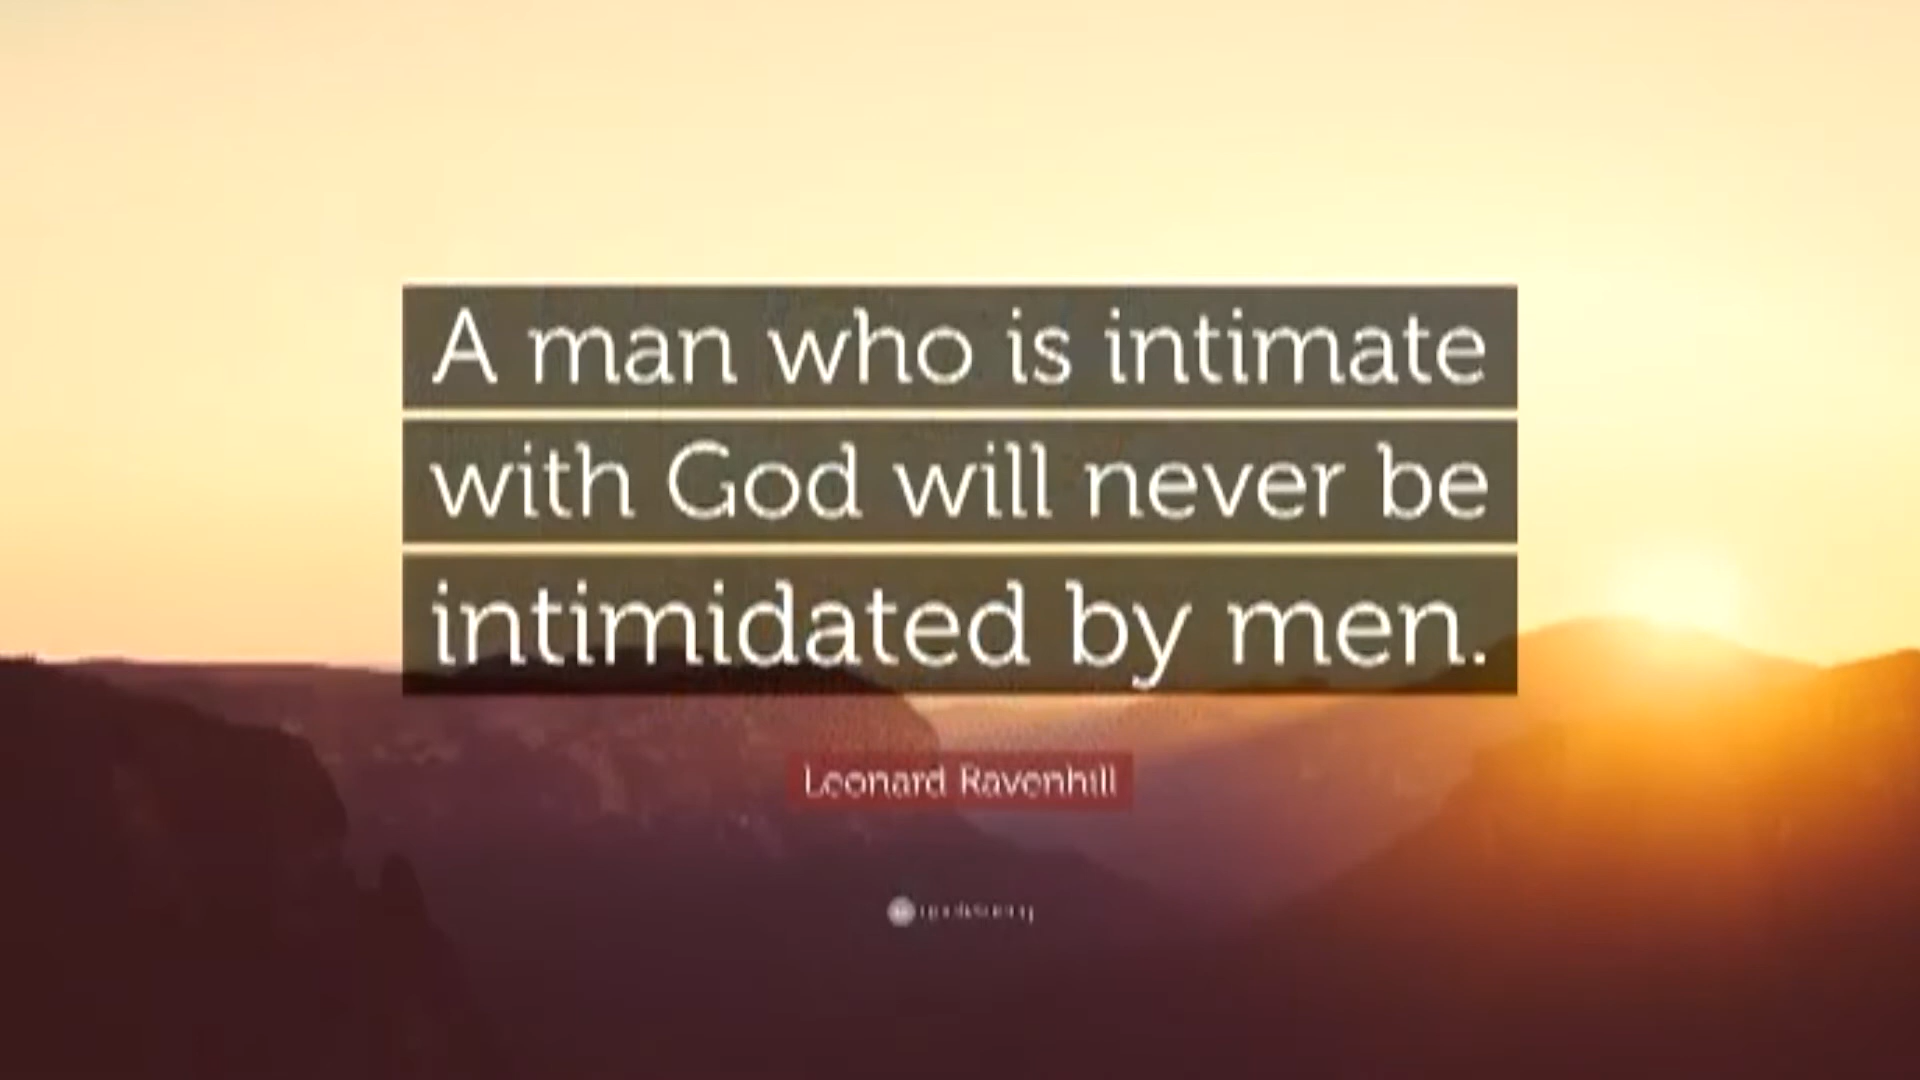 A man who is intimate
with God will never be
intimidated by men.
Leonard Ravenhill